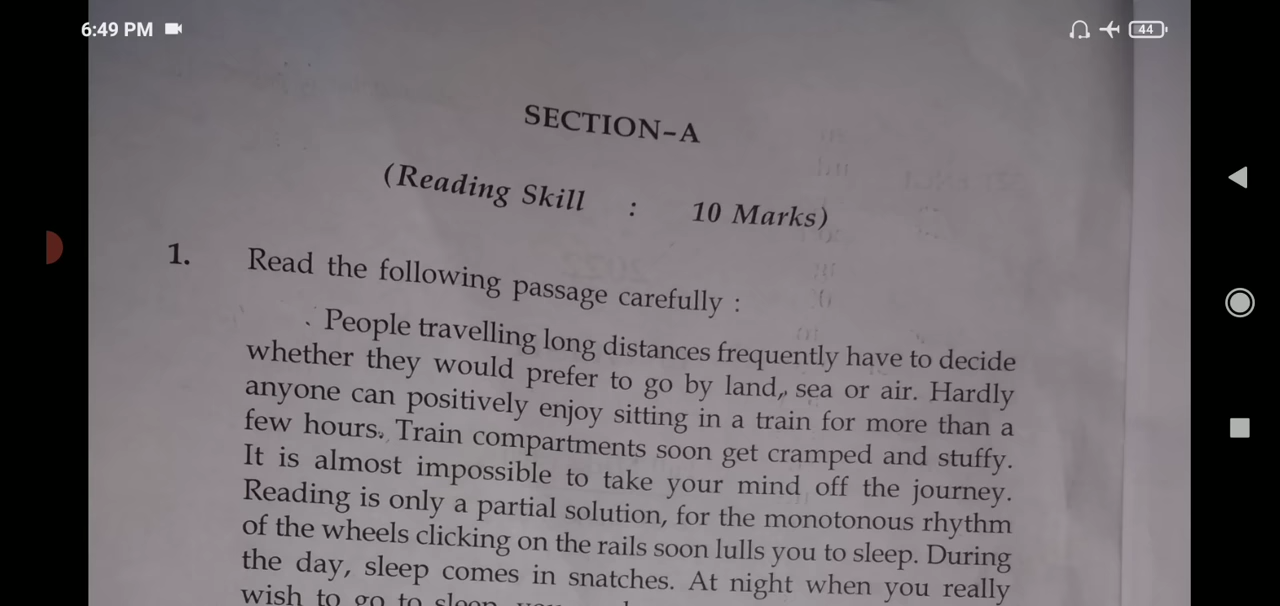 6:49 PM
44
SECTION-A
(Reading Skill : 10 Marks)
1. Read the following passage carefully :
People travelling long distances frequently have to decide
whether they would prefer to go by land, sea or air. Hardly
anyone can positively enjoy sitting in a train for more than a
few hours. Train compartments soon get cramped and stuffy.
It is almost impossible to take your mind off the journey.
Reading is only a partial solution, for the monotonous rhythm
of the wheels clicking on the rails soon lulls you to sleep. During
the day, sleep comes in snatches. At night when you really
wish to go to sleep